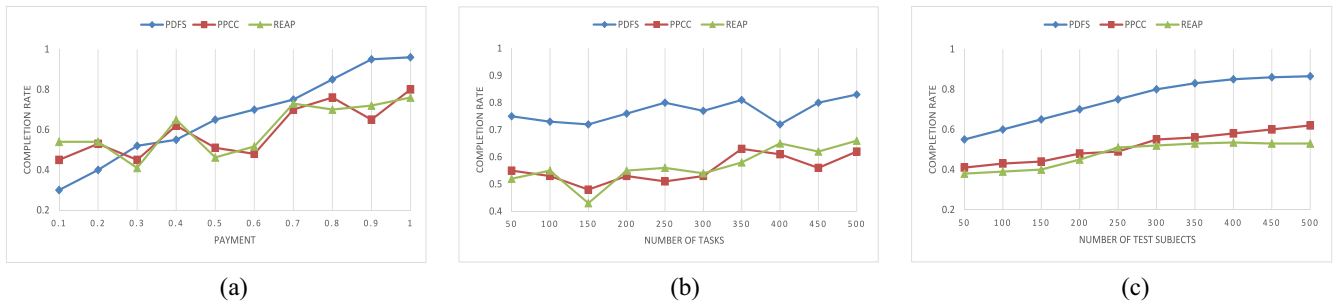 PDFS PPCC REAP
COMPLETION RATE
1
0.8
0.6
0.4
0.2
0.1 0.2 0.3 0.4 0.5 0.6 0.7 0.8 0.9 1
PAYMENT
(a)
PDFS PPCC REAP
COMPLETION RATE
1
0.9
0.8
0.7
0.6
0.5
0.4
50 100 150 200 250 300 350 400 450 500
NUMBER OF TASKS
(b)
PDFS PPCC REAP
COMPLETION RATE
1
0.8
0.6
0.4
0.2
50 100 150 200 250 300 350 400 450 500
NUMBER OF TEST SUBJECTS
(c)